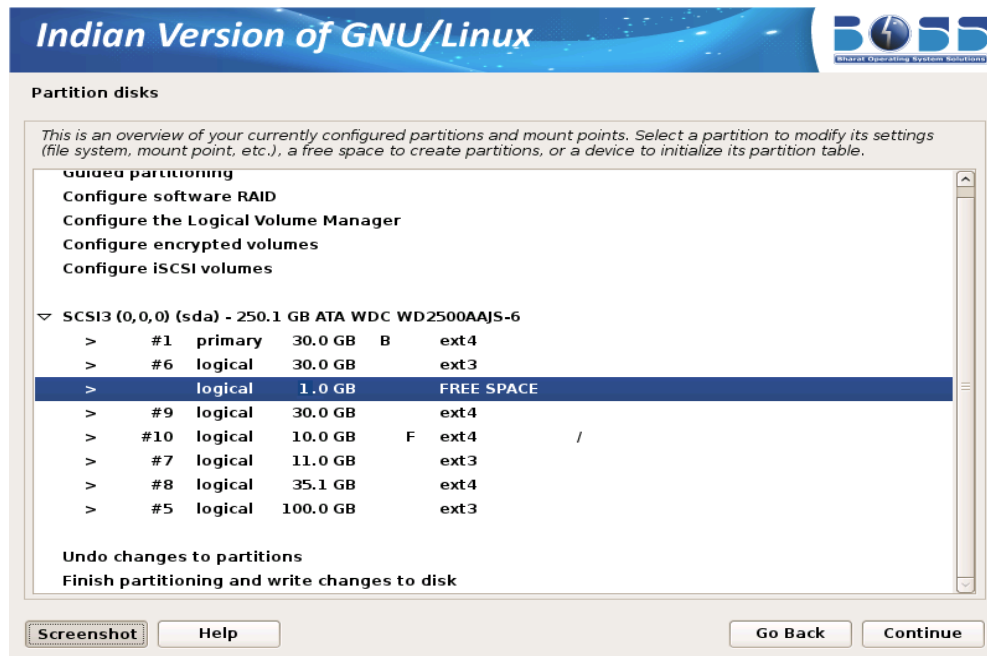 Indian Version of GNU/Linux
BOSS
Bharat Operating System Solutions
Partition disks
This is an overview of your currently configured partitions and mount points. Select a partition to modify its settings
(file system, mount point, etc.), a free space to create partitions, or a device to initialize its partition table.
Guided partitioning
Configure software RAID
Configure the Logical Volume Manager
Configure encrypted volumes
Configure iSCSI volumes
SCSI3 (0,0,0) (sda) - 250.1 GB ATA WDC WD2500AAJS-6
> #1 primary 30.0 GB B ext4
> #6 logical 30.0 GB ext3
> logical 1.0 GB FREE SPACE
> #9 logical 30.0 GB ext4
> #10 logical 10.0 GB F ext4 /
> #7 logical 11.0 GB ext3
> #8 logical 35.1 GB ext4
> #5 logical 100.0 GB ext3
Undo changes to partitions
Finish partitioning and write changes to disk
Screenshot Help Go Back Continue